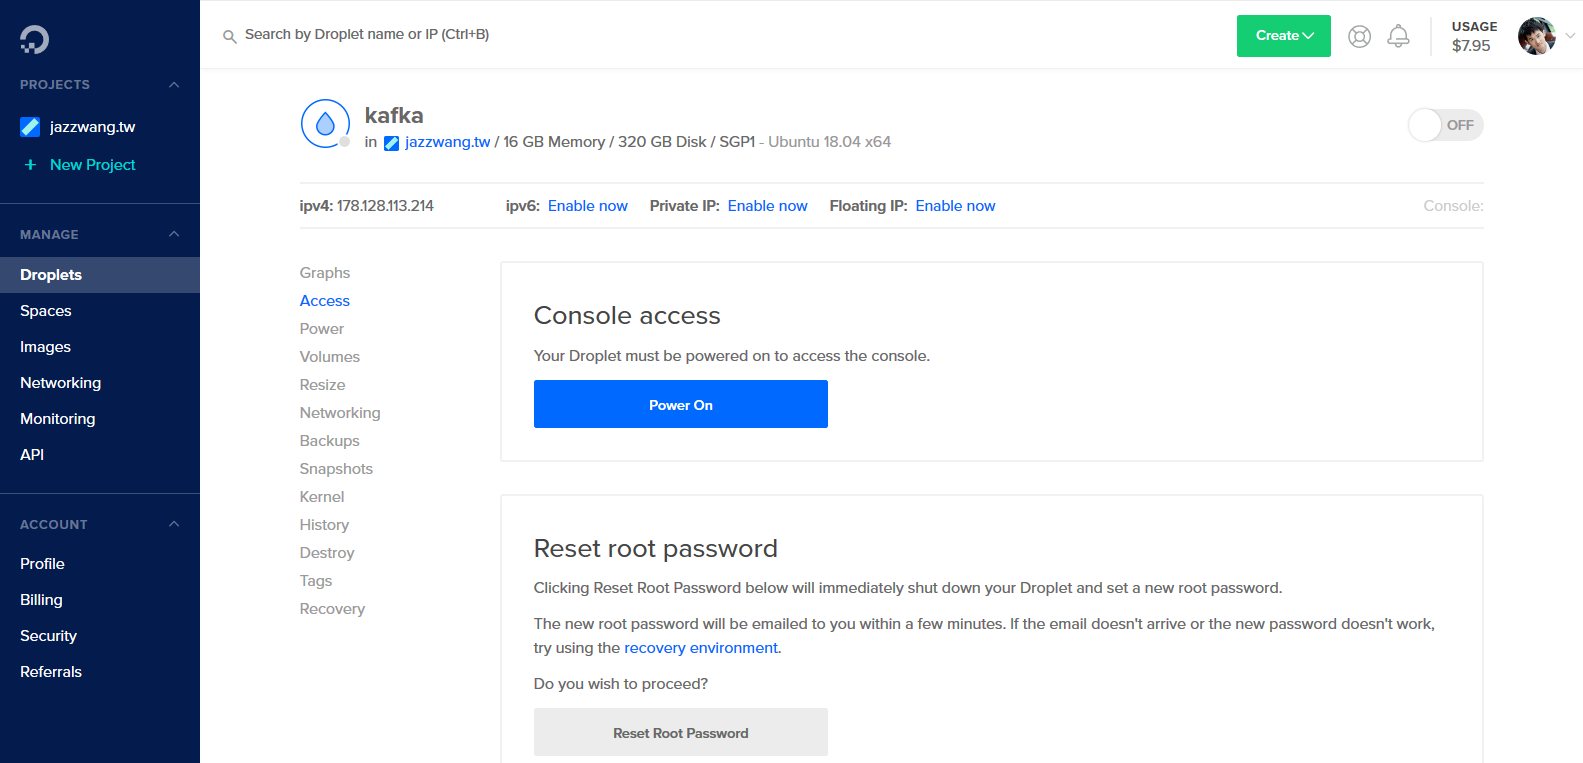 Search by Droplet name or IP (Ctrl+B)
Create
USAGE
$7.95
PROJECTS
jazzwang.tw
+ New Project
MANAGE
Droplets
Spaces
Images
Networking
Monitoring
API
ACCOUNT
Profile
Billing
Security
Referrals
kafka
in jazzwang.tw / 16 GB Memory / 320 GB Disk / SGP1 - Ubuntu 18.04 x64
OFF
ipv4: 178.128.113.214 ipv6: Enable now Private IP: Enable now Floating IP: Enable now Console:
Graphs
Access
Power
Volumes
Resize
Networking
Backups
Snapshots
Kernel
History
Destroy
Tags
Recovery
Console access
Your Droplet must be powered on to access the console.
Power On
Reset root password
Clicking Reset Root Password below will immediately shut down your Droplet and set a new root password.
The new root password will be emailed to you within a few minutes. If the email doesn't arrive or the new password doesn't work,
try using the recovery environment.
Do you wish to proceed?
Reset Root Password